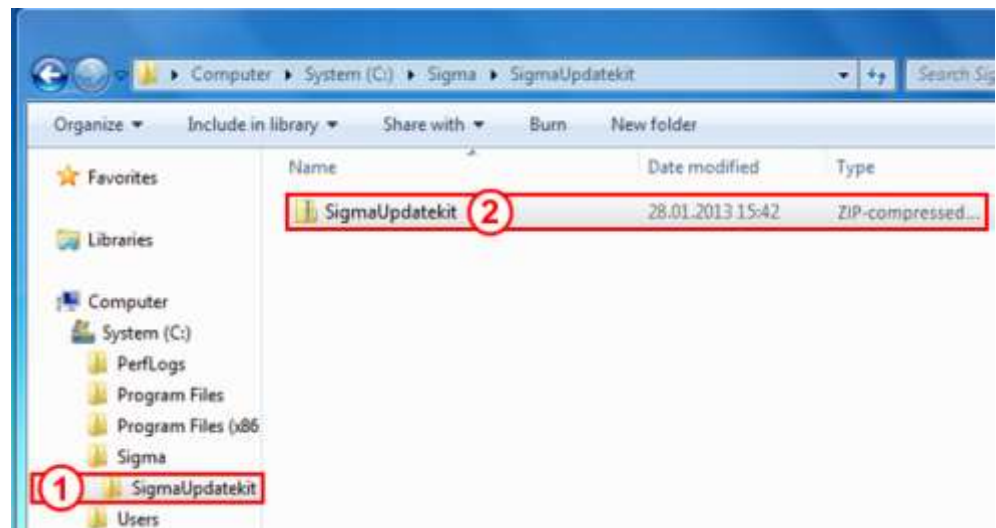 Computer ▸ System (C:) ▸ Sigma ▸ SigmaUpdatekit Search Sig
Organize Include in library Share with Burn New folder
Name Date modified Type
Favorites
SigmaUpdatekit 2 28.01.2013 15:42 ZIP-compressed...
Libraries
Computer
System (C:)
PerfLogs
Program Files
Program Files (x86
Sigma
1 SigmaUpdatekit
Users